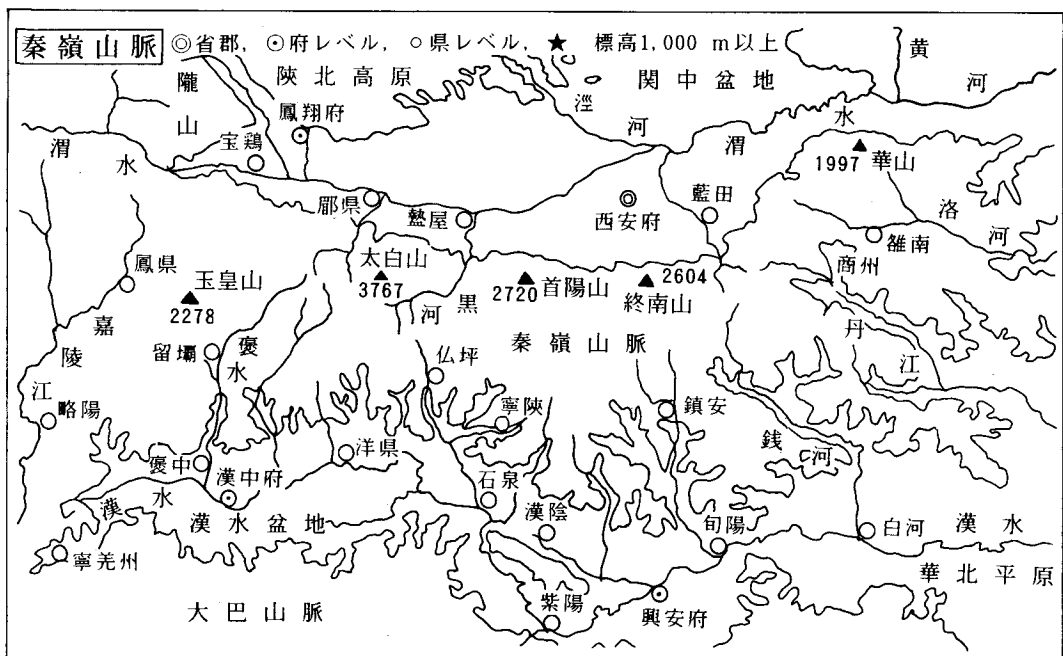 秦嶺山脈 ◎省郡，⊙府レベル，○県レベル，★ 標高1,000 m以上
隴山
陝北高原
関中盆地
黄河
鳳翔府
涇河
渭水
宝鶏
渭水
1997 華山
郿県
盩厔
西安府
藍田
洛河
雒南
鳳県
玉皇山
2278
太白山
3767
黒河
2720 首陽山
終南山 2604
商州
嘉陵江
留壩
褒水
秦嶺山脈
丹江
仏坪
略陽
寧陝
鎮安
洋県
銭河
褒中
漢中府
漢水
漢水盆地
石泉
漢陰
旬陽
白河
漢水
寧羌州
華北平原
大巴山脈
紫陽
興安府